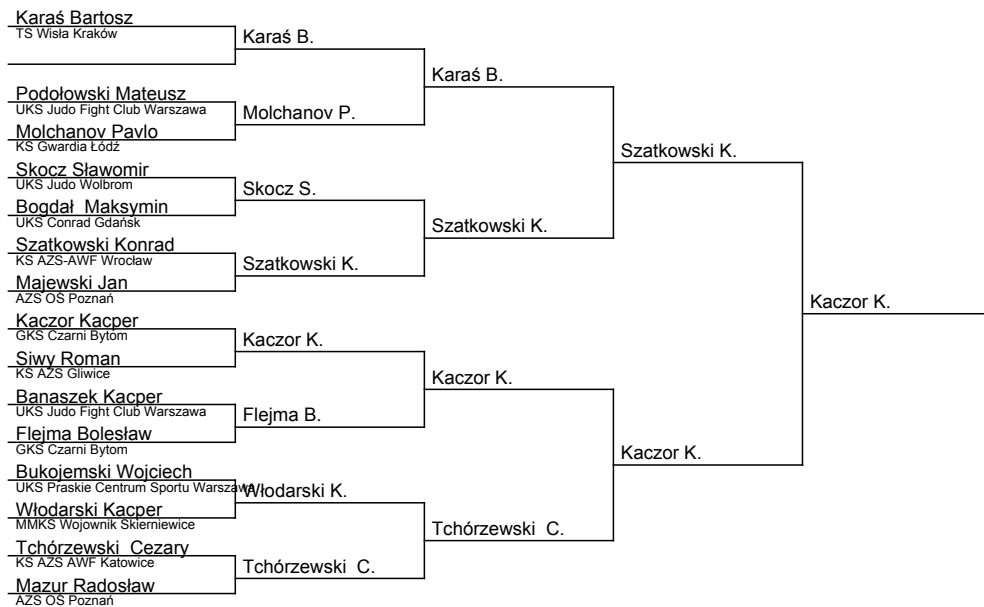 Karaś Bartosz
TS Wisła Kraków
Podołowski Mateusz
UKS Judo Fight Club Warszawa
Molchanov Pavlo
KS Gwardia Łódź
Skocz Sławomir
UKS Judo Wolbrom
Bogdał  Maksymin
UKS Conrad Gdańsk
Szatkowski Konrad
KS AZS-AWF Wrocław
Majewski Jan
AZS OŚ Poznań
Kaczor Kacper
GKS Czarni Bytom
Siwy Roman
KS AZS Gliwice
Banaszek Kacper
UKS Judo Fight Club Warszawa
Flejma Bolesław
GKS Czarni Bytom
Bukojemski Wojciech
UKS Praskie Centrum Sportu Warszawa
Włodarski Kacper
MMKS Wojownik Skierniewice
Tchórzewski  Cezary
KS AZS AWF Katowice
Mazur Radosław
AZS OŚ Poznań
Karaś B.
Molchanov P.
Skocz S.
Szatkowski K.
Kaczor K.
Flejma B.
Włodarski K.
Tchórzewski  C.
Karaś B.
Szatkowski K.
Kaczor K.
Tchórzewski  C.
Szatkowski K.
Kaczor K.
Kaczor K.